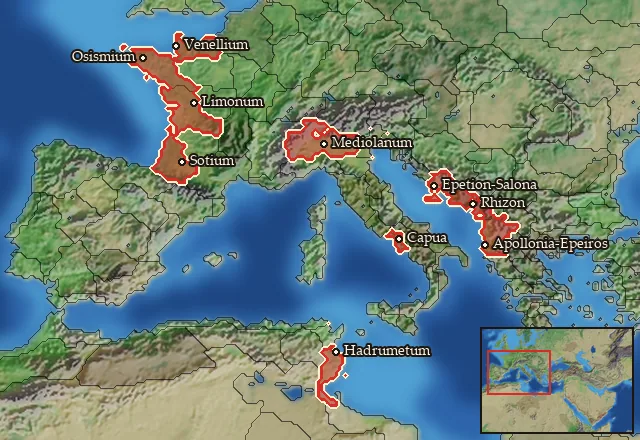 Venellium
Osismium
Limonum
Mediolanum
Sotium
Epetion-Salona
Rhizon
Capua
Apollonia-Epeiros
Hadrumetum